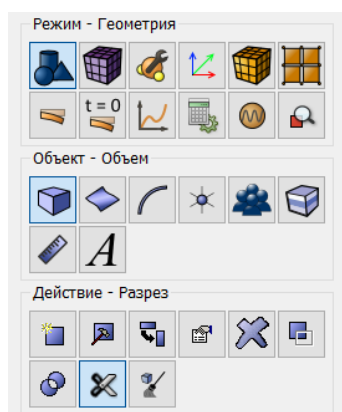 Режим - Геометрия
t = 0
Объект - Объем
A
Действие - Разрез